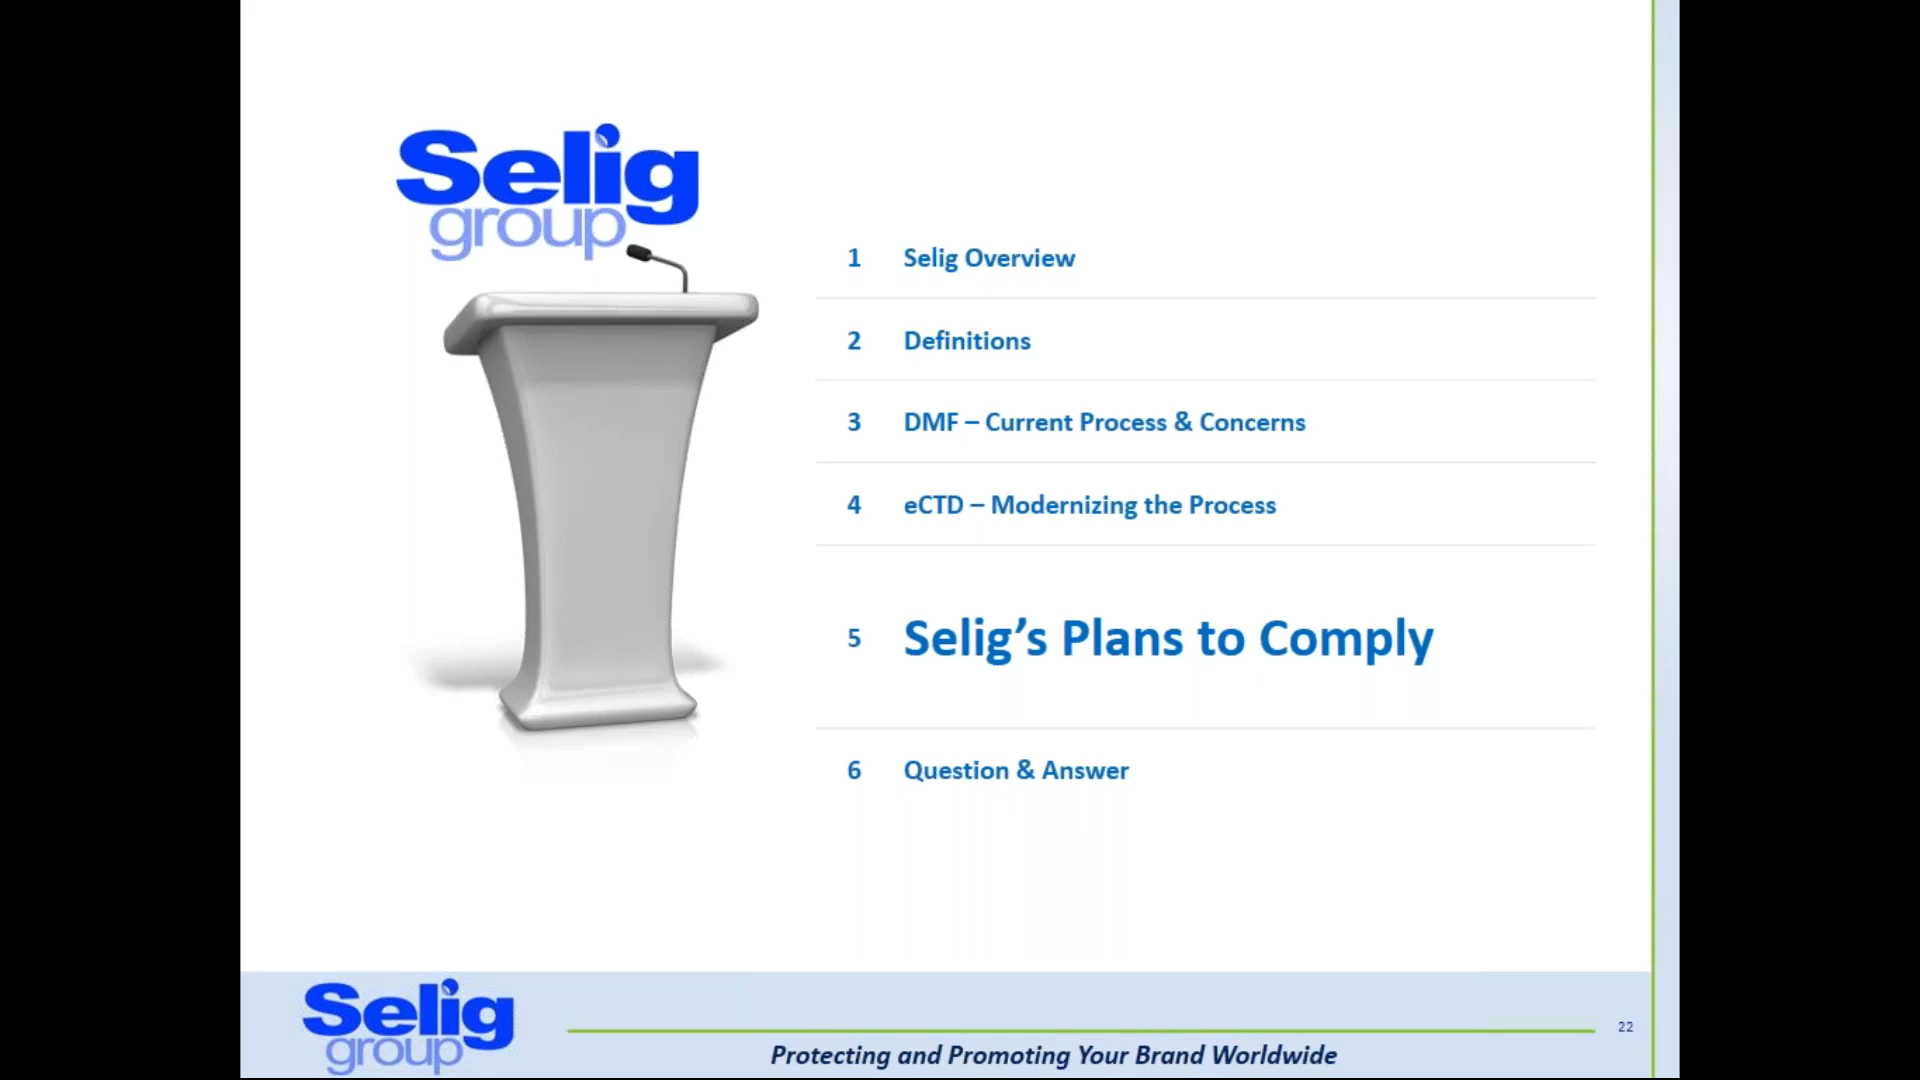 Selig
group
1 Selig Overview
2 Definitions
3 DMF – Current Process & Concerns
4 eCTD – Modernizing the Process
5 Selig’s Plans to Comply
6 Question & Answer
Selig
group
22
Protecting and Promoting Your Brand Worldwide